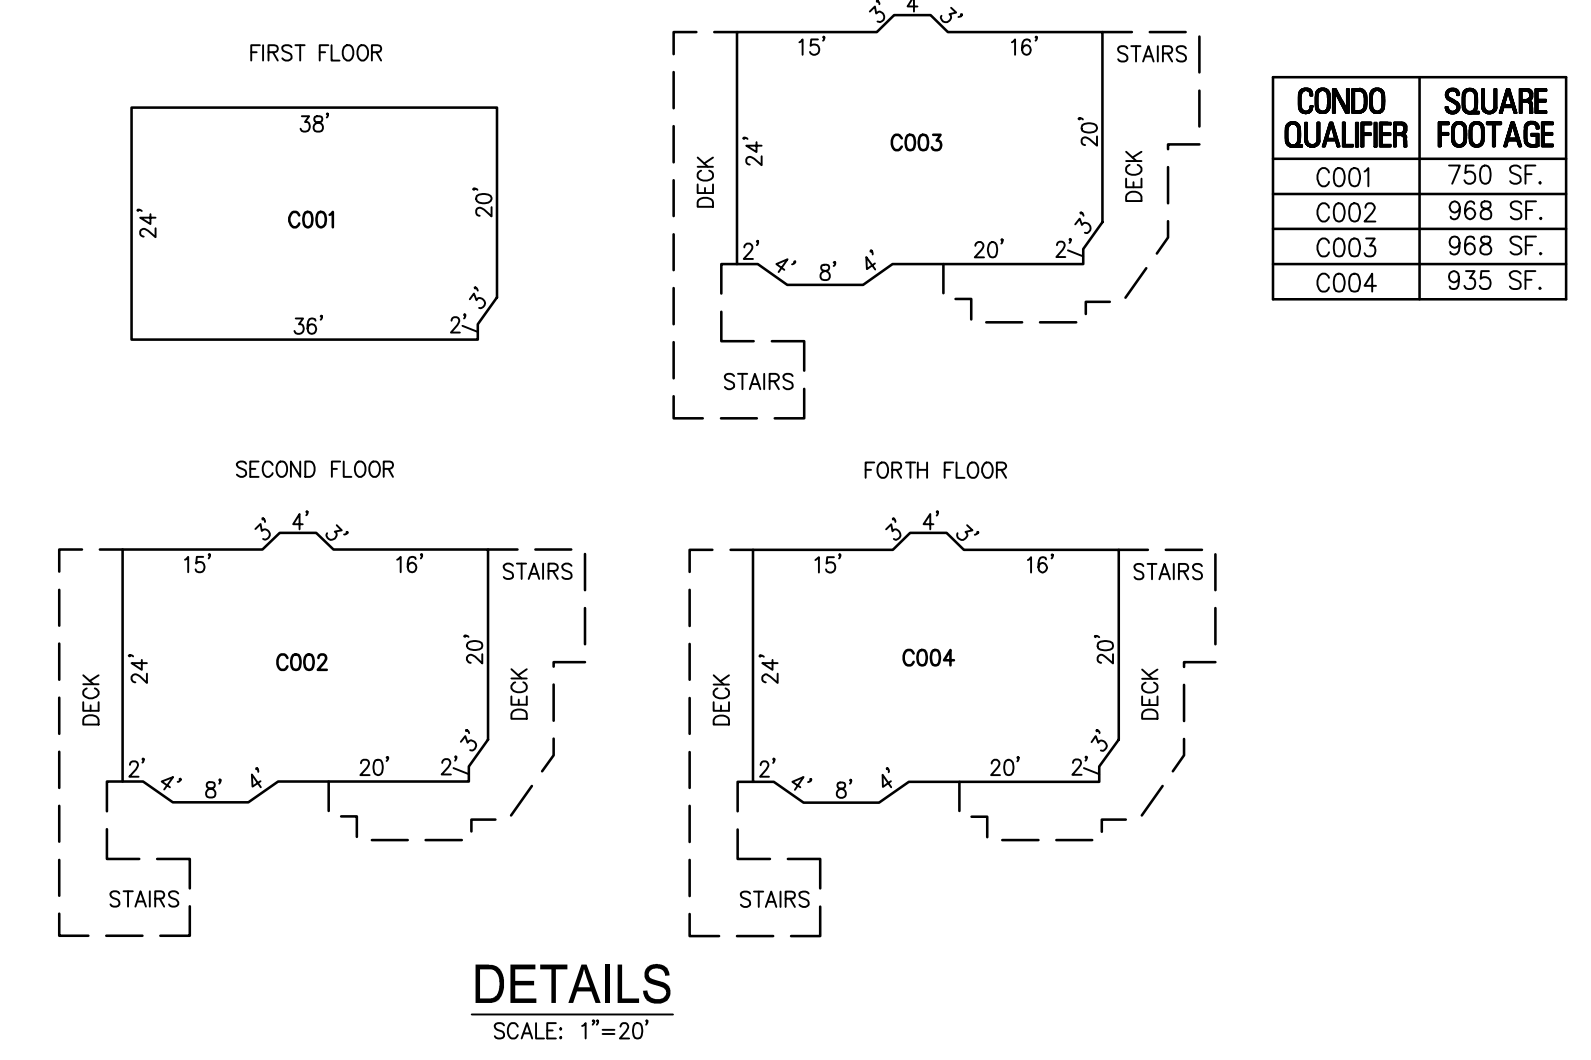 FIRST FLOOR
38'
24'
C001
20'
3'
2'
36'
3' 4' 3'
15' 16' STAIRS
24' C003 20'
DECK DECK
2' 4' 8' 4' 20' 2' 3'
STAIRS
CONDO QUALIFIER SQUARE FOOTAGE
C001 750 SF.
C002 968 SF.
C003 968 SF.
C004 935 SF.
SECOND FLOOR
3' 4' 3'
15' 16' STAIRS
24' C002 20'
DECK DECK
2' 4' 8' 4' 20' 2' 3'
STAIRS
FORTH FLOOR
3' 4' 3'
15' 16' STAIRS
24' C004 20'
DECK DECK
2' 4' 8' 4' 20' 2' 3'
STAIRS
DETAILS
SCALE: 1"=20'